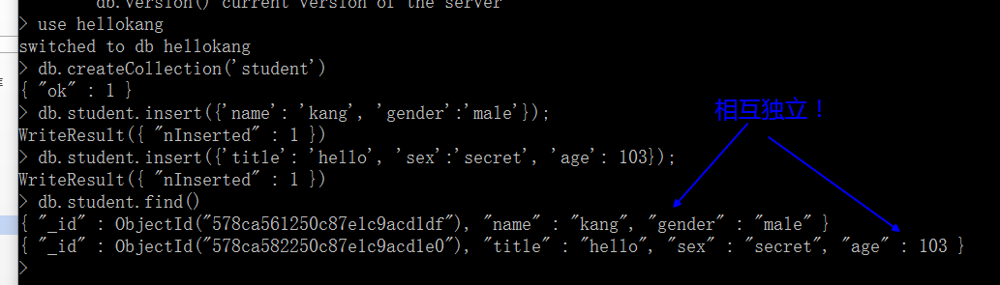 db.version() current version of the server
> use hellokang
switched to db hellokang
> db.createCollection('student')
{ "ok" : 1 }
> db.student.insert({'name': 'kang', 'gender':'male'});
相互独立！
WriteResult({ "nInserted" : 1 })
> db.student.insert({'title': 'hello', 'sex':'secret', 'age': 103});
WriteResult({ "nInserted" : 1 })
> db.student.find()
{ "_id" : ObjectId("578ca561250c87e1c9acd1df"), "name" : "kang", "gender" : "male" }
{ "_id" : ObjectId("578ca582250c87e1c9acd1e0"), "title" : "hello", "sex" : "secret", "age" : 103 }
>